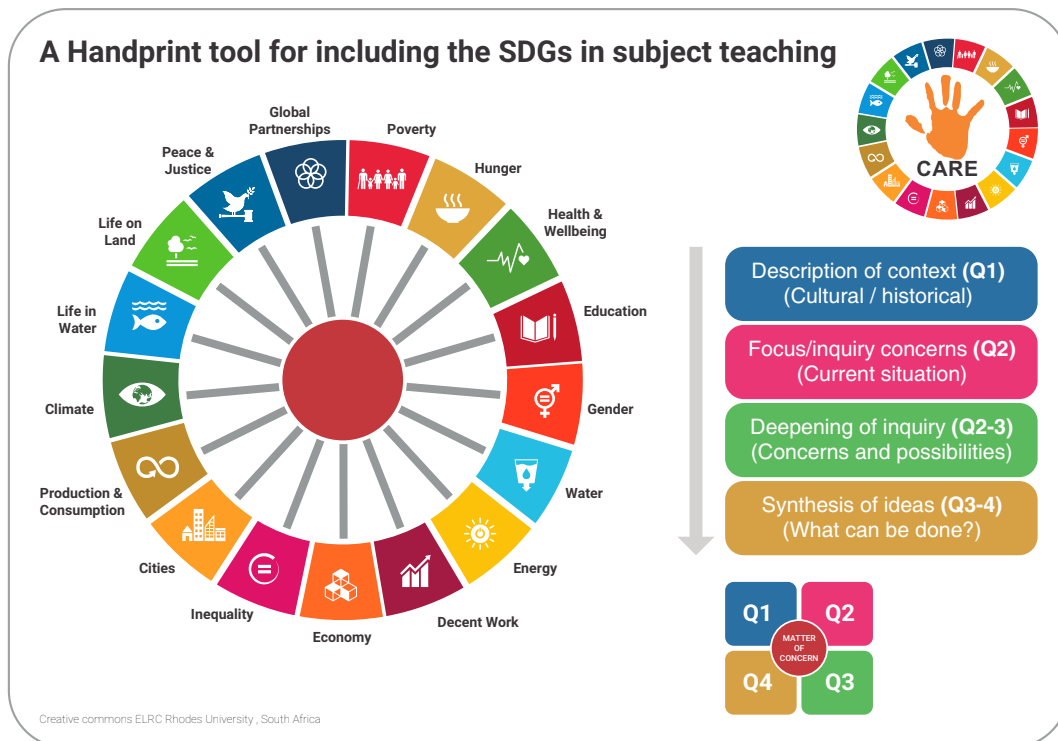 A Handprint tool for including the SDGs in subject teaching
Global
Partnerships
Poverty
Hunger
Health &
Wellbeing
Education
Gender
Water
Energy
Decent Work
Economy
Inequality
Cities
Production &
Consumption
Climate
Life in
Water
Life on
Land
Peace &
Justice
CARE
Description of context (Q1)
(Cultural / historical)
Focus/inquiry concerns (Q2)
(Current situation)
Deepening of inquiry (Q2-3)
(Concerns and possibilities)
Synthesis of ideas (Q3-4)
(What can be done?)
Q1
Q2
MATTER
OF
CONCERN
Q4
Q3
Creative commons ELRC Rhodes University , South Africa